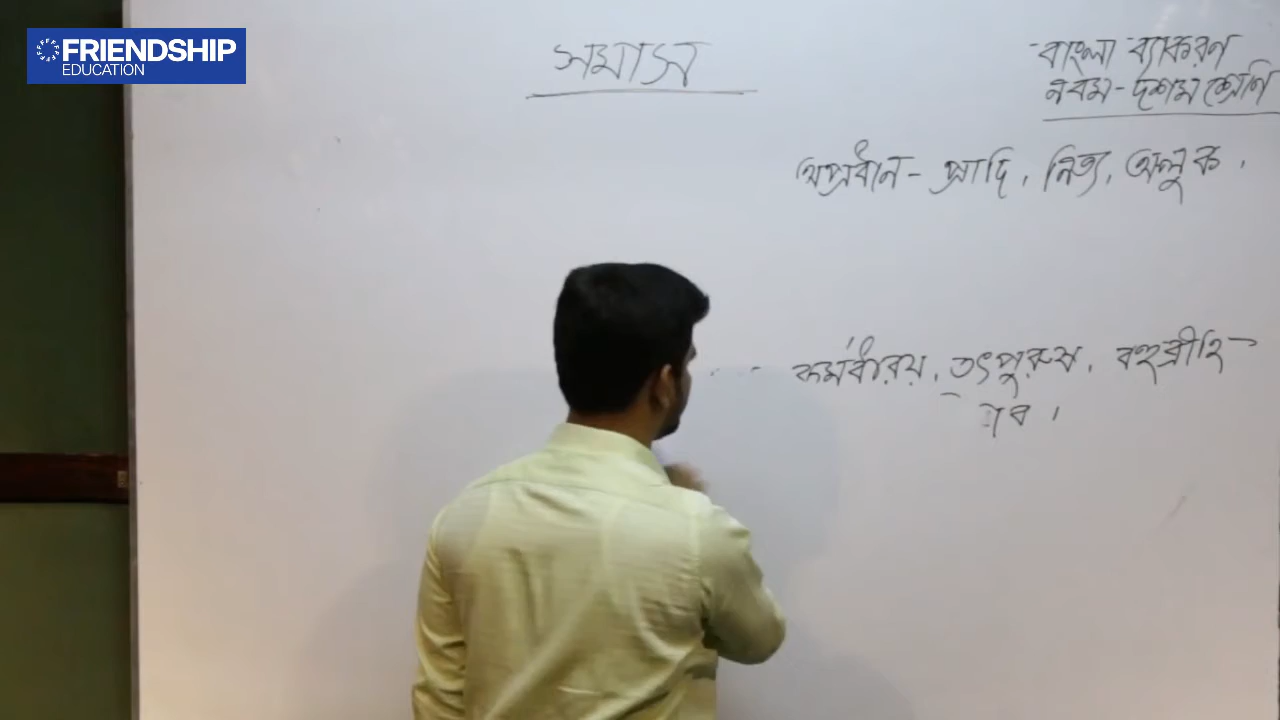 FRIENDSHIP
EDUCATION
সমাস
বাংলা ব্যাকরণ
নবম-দশম শ্রেণি
অপ্রধান - প্রাদি, নিত্য, অলুক,
কর্মধারয়, তৎপুরুষ, বহুব্রীহি